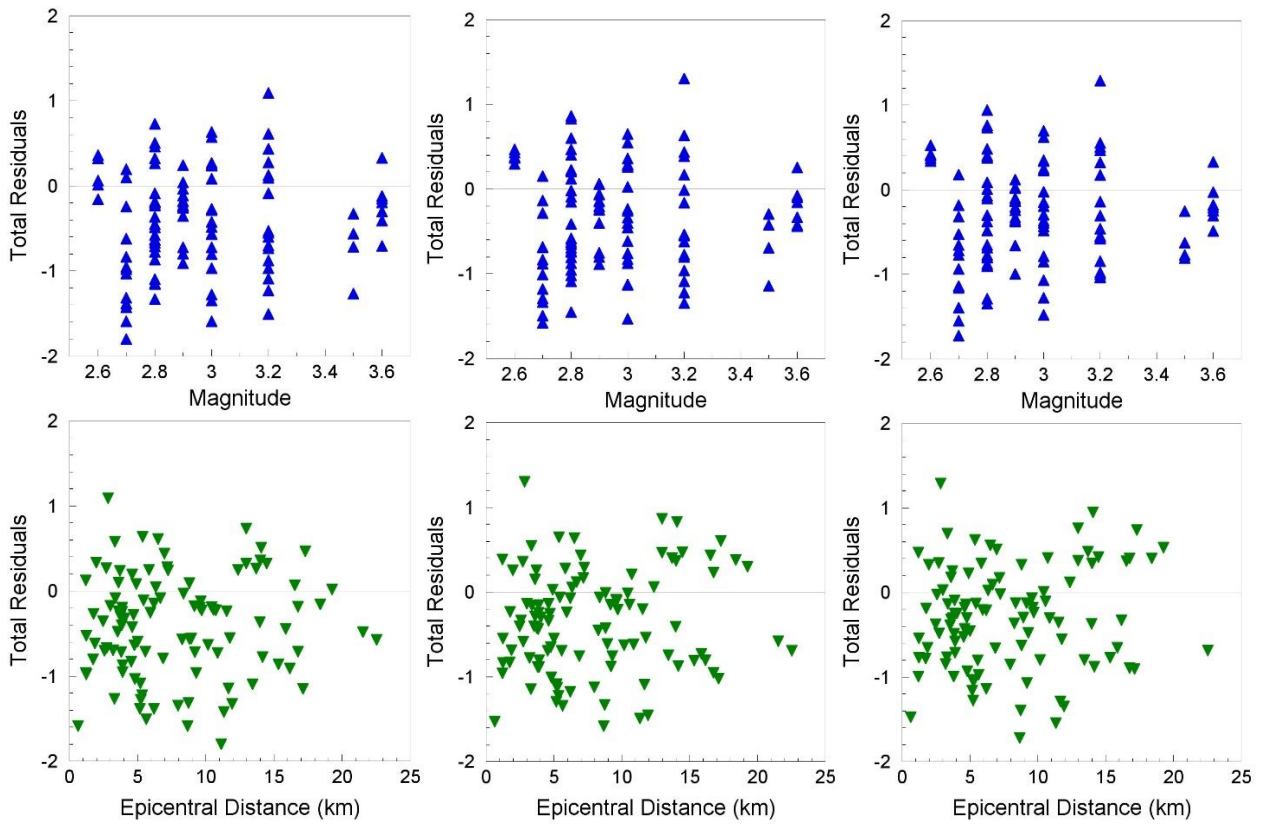 2
1
0
-1
-2
Total Residuals
2.6 2.8 3 3.2 3.4 3.6
Magnitude
2
1
0
-1
-2
Total Residuals
2.6 2.8 3 3.2 3.4 3.6
Magnitude
2
1
0
-1
-2
Total Residuals
2.6 2.8 3 3.2 3.4 3.6
Magnitude
2
1
0
-1
-2
Total Residuals
0 5 10 15 20 25
Epicentral Distance (km)
2
1
0
-1
-2
Total Residuals
0 5 10 15 20 25
Epicentral Distance (km)
2
1
0
-1
-2
Total Residuals
0 5 10 15 20 25
Epicentral Distance (km)